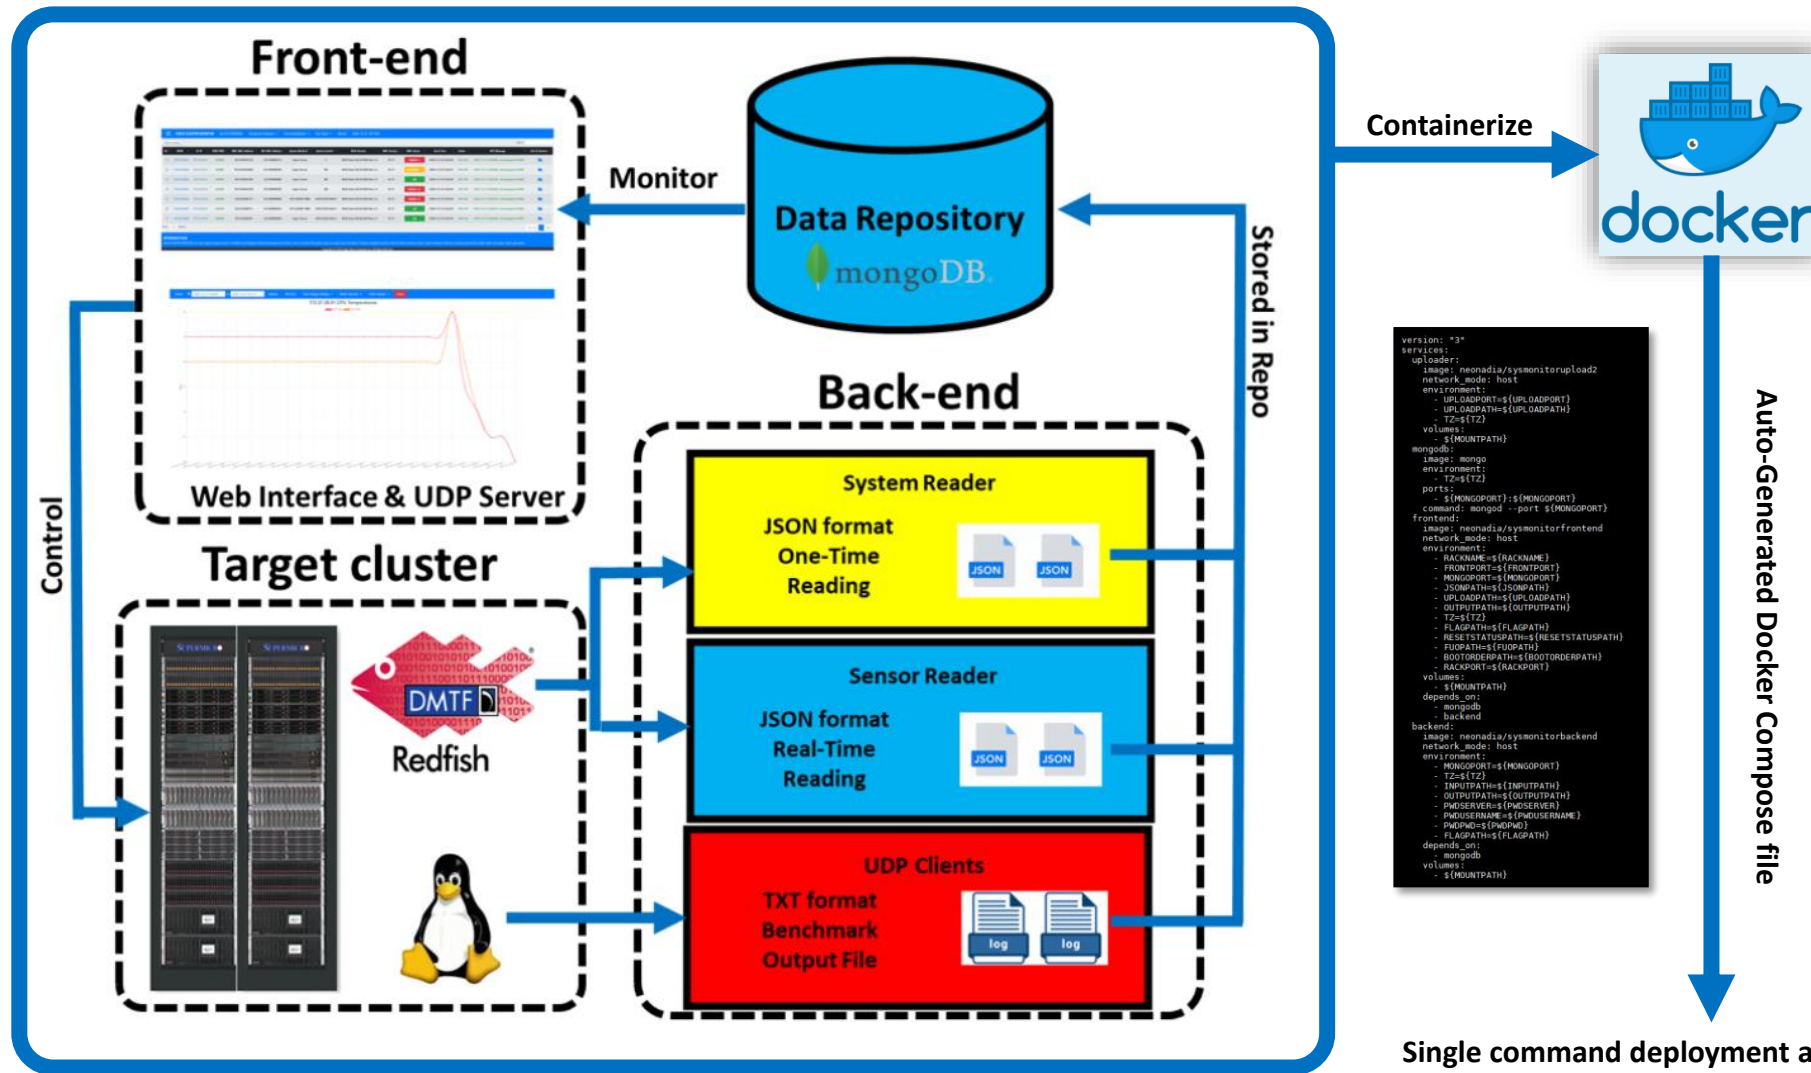 Front-end
Web Interface & UDP Server
Monitor
Data Repository
mongoDB.
Stored in Repo
Control
Target cluster
SUPERMICRO
SUPERMICRO
DMTF
Redfish
Back-end
System Reader
JSON format
One-Time
Reading
JSON
JSON
Sensor Reader
JSON format
Real-Time
Reading
JSON
JSON
UDP Clients
TXT format
Benchmark
Output File
log
log
Containerize
docker
version: "3"
services:
uploader:
image: neonadia/sysmonitorupload2
network_mode: host
environment:
- UPLOADPORT=${UPLOADPORT}
- UPLOADPATH=${UPLOADPATH}
- TZ=${TZ}
volumes:
- ${MOUNTPATH}
mongodb:
image: mongo
environment:
- TZ=${TZ}
ports:
- ${MONGOPORT}:${MONGOPORT}
command: mongod --port ${MONGOPORT}
frontend:
image: neonadia/sysmonitorfrontend
network_mode: host
environment:
- RACKNAME=${RACKNAME}
- FRONTPORT=${FRONTPORT}
- MONGOPORT=${MONGOPORT}
- JSONPATH=${JSONPATH}
- UPLOADPATH=${UPLOADPATH}
- OUTPUTPATH=${OUTPUTPATH}
- TZ=${TZ}
- FLAGPATH=${FLAGPATH}
- RESETSTATUSPATH=${RESETSTATUSPATH}
- FUOPATH=${FUOPATH}
- BOOTORDERPATH=${BOOTORDERPATH}
- RACKPORT=${RACKPORT}
volumes:
- ${MOUNTPATH}
depends_on:
- mongodb
- backend
backend:
image: neonadia/sysmonitorbackend
network_mode: host
environment:
- MONGOPORT=${MONGOPORT}
- TZ=${TZ}
- INPUTPATH=${INPUTPATH}
- OUTPUTPATH=${OUTPUTPATH}
- PWDSERVER=${PWDSERVER}
- PWDUSERNAME=${PWDUSERNAME}
- PWDPWD=${PWDPWD}
- FLAGPATH=${FLAGPATH}
depends_on:
- mongodb
volumes:
- ${MOUNTPATH}
Auto-Generated Docker Compose file
Single command deployment a